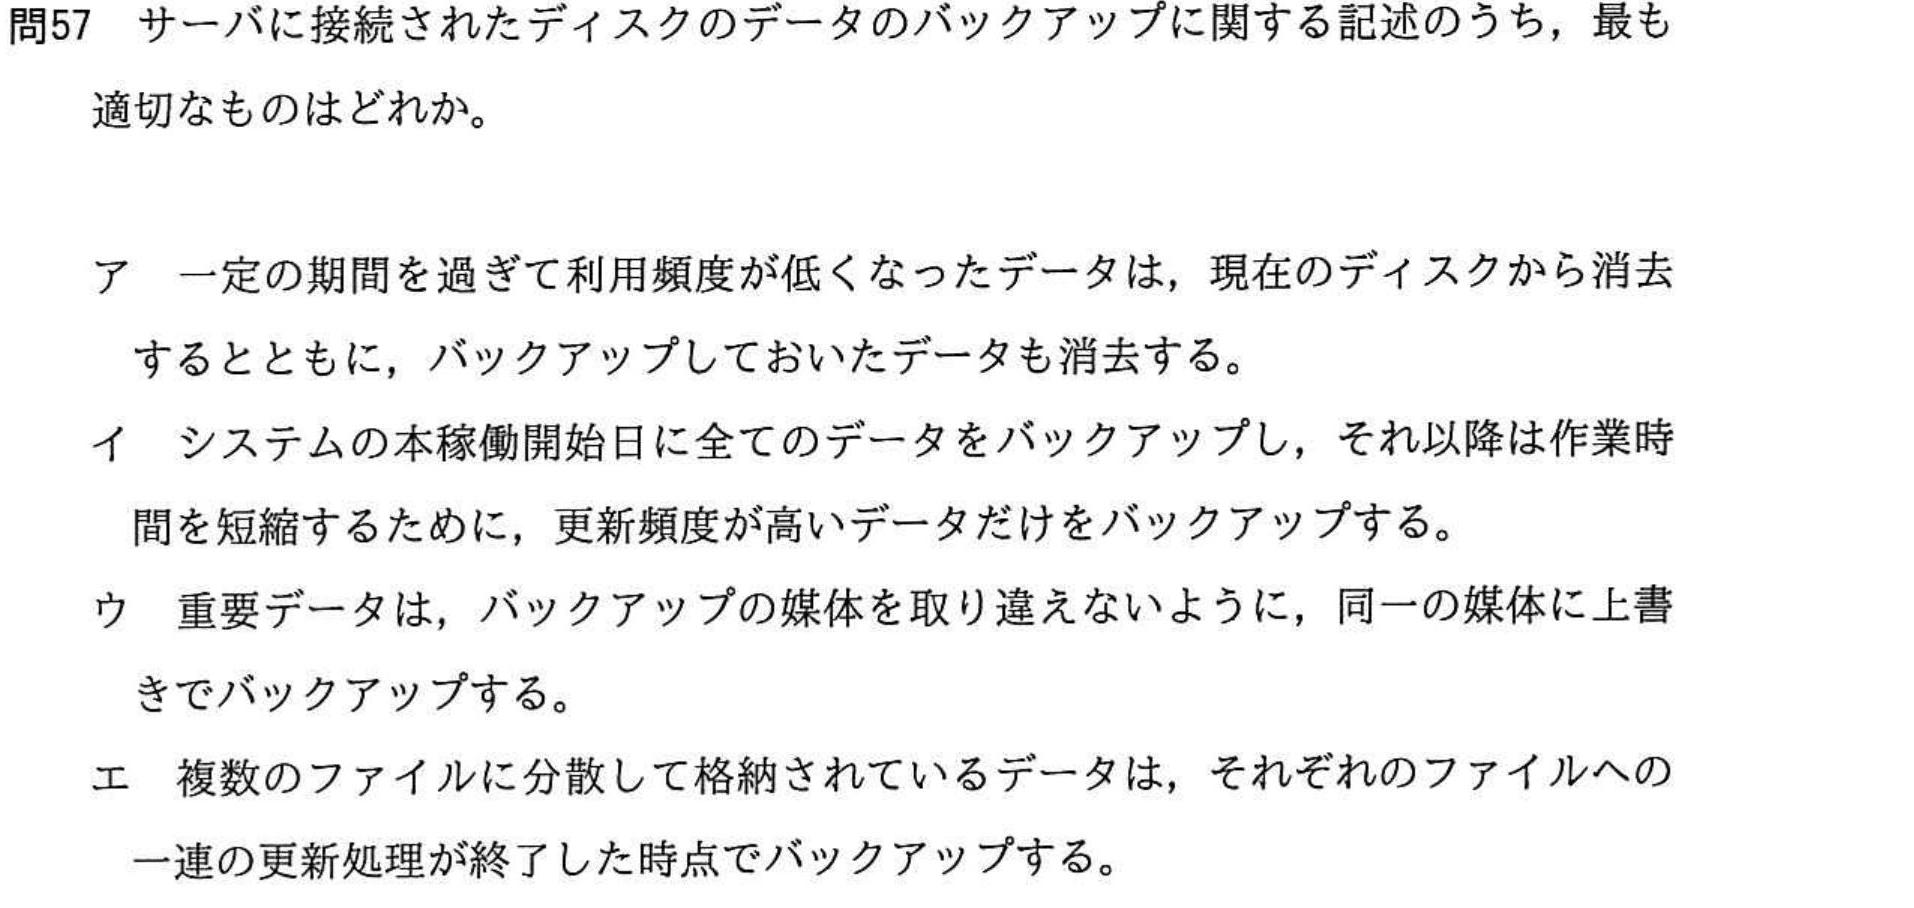 問57　サーバに接続されたディスクのデータのバックアップに関する記述のうち，最も
適切なものはどれか。
ア　一定の期間を過ぎて利用頻度が低くなったデータは，現在のディスクから消去
するとともに，バックアップしておいたデータも消去する。
イ　システムの本稼働開始日に全てのデータをバックアップし，それ以降は作業時
間を短縮するために，更新頻度が高いデータだけをバックアップする。
ウ　重要データは，バックアップの媒体を取り違えないように，同一の媒体に上書
きでバックアップする。
エ　複数のファイルに分散して格納されているデータは，それぞれのファイルへの
一連の更新処理が終了した時点でバックアップする。